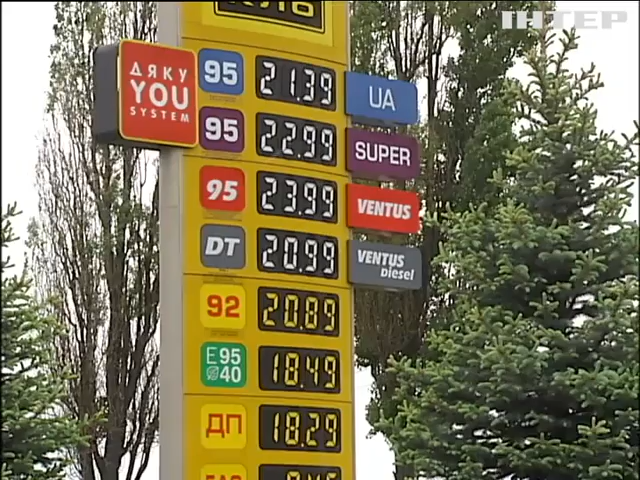 ІНТЕР
ДЯКУ
YOU
SYSTEM
95 21.39 UA
95 22.99 SUPER
95 23.99 VENTUS
DT 20.99 VENTUS
diesel
92 20.89
E 95
40 18.49
ДП 18.29